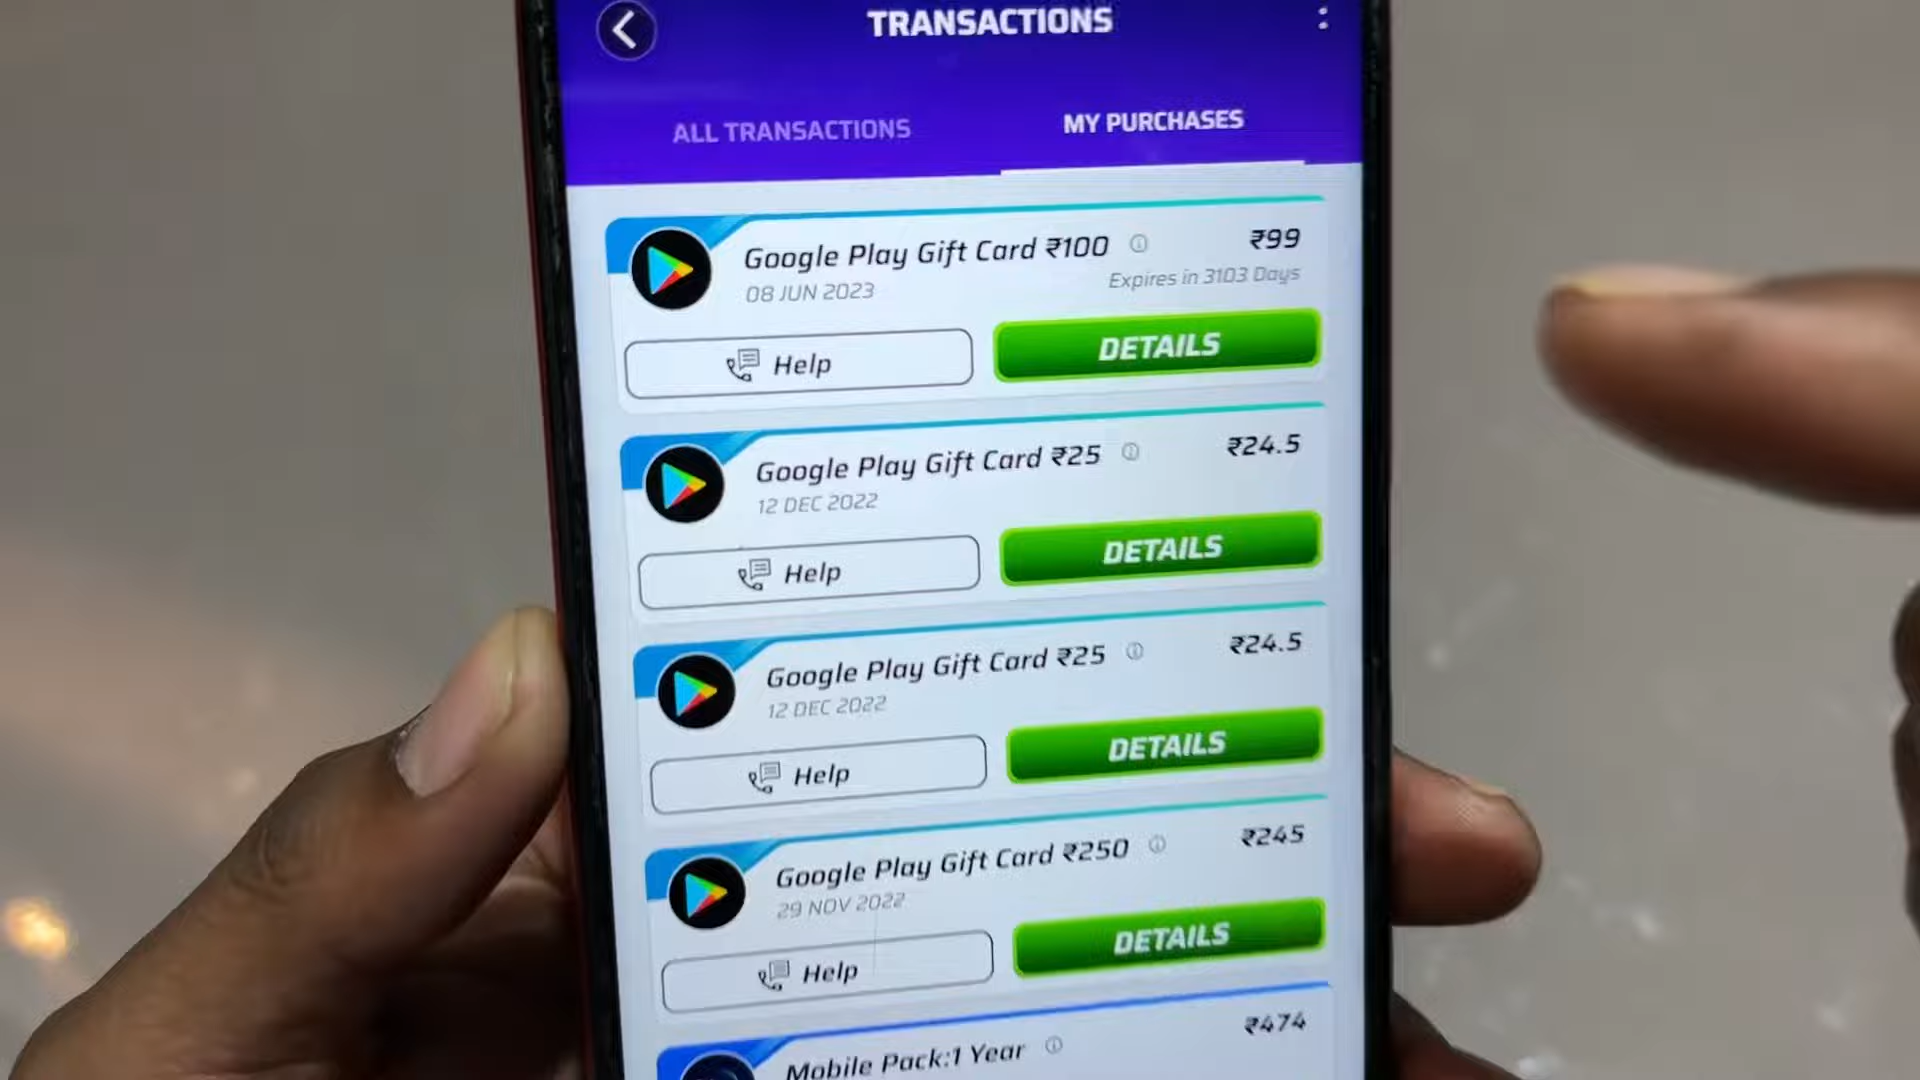 TRANSACTIONS
ALL TRANSACTIONS
MY PURCHASES
Google Play Gift Card ₹100
₹99
08 JUN 2023
Expires in 3103 Days
Help
DETAILS
Google Play Gift Card ₹25
₹24.5
12 DEC 2022
Help
DETAILS
Google Play Gift Card ₹25
₹24.5
12 DEC 2022
Help
DETAILS
Google Play Gift Card ₹250
₹245
29 NOV 2022
Help
DETAILS
Mobile Pack:1 Year
₹474